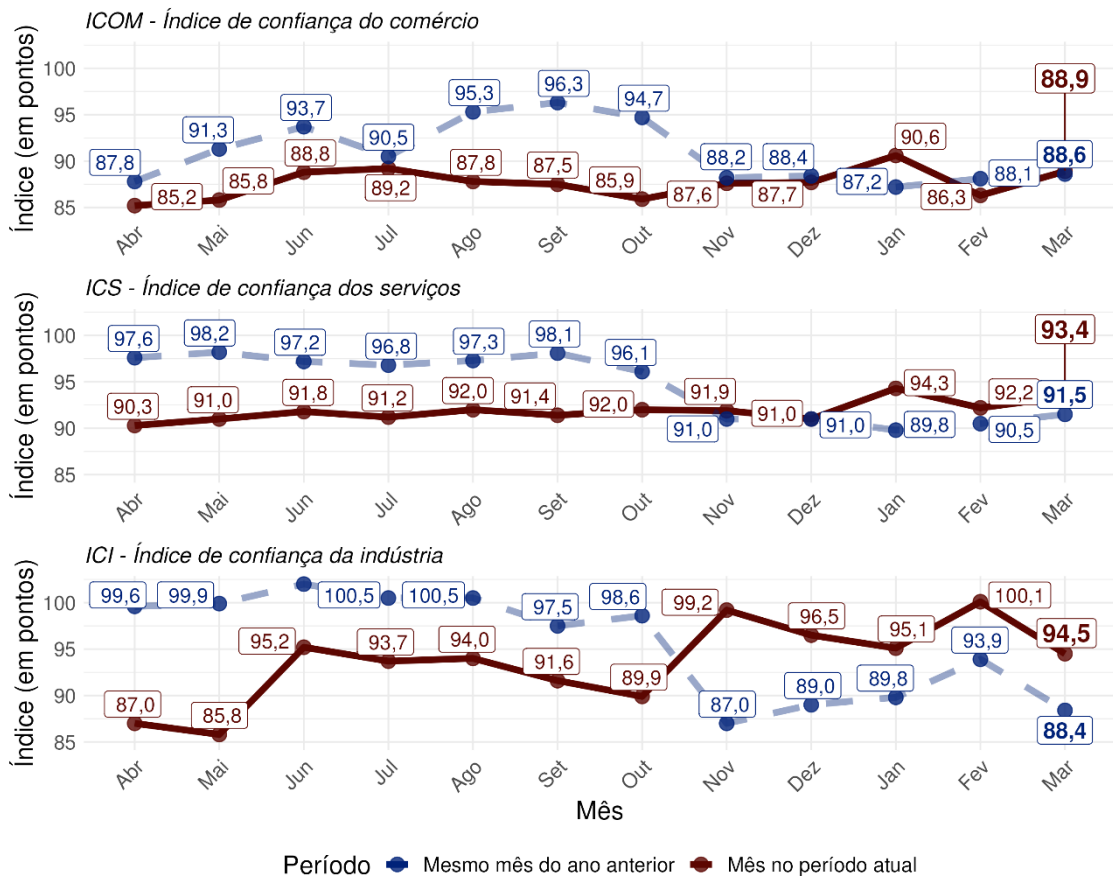 ICOM - Índice de confiança do comércio
Índice (em pontos)
100
95
90
85
87,8
91,3
93,7
90,5
95,3
96,3
94,7
88,2
88,4
87,2
88,1
88,6
85,2
85,8
88,8
89,2
87,8
87,5
85,9
87,6
87,7
90,6
86,3
88,9
Abr
Mai
Jun
Jul
Ago
Set
Out
Nov
Dez
Jan
Fev
Mar
ICS - Índice de confiança dos serviços
Índice (em pontos)
100
95
90
85
97,6
98,2
97,2
96,8
97,3
98,1
96,1
91,0
91,0
89,8
90,5
91,5
90,3
91,0
91,8
91,2
92,0
91,4
92,0
91,9
91,0
94,3
92,2
93,4
Abr
Mai
Jun
Jul
Ago
Set
Out
Nov
Dez
Jan
Fev
Mar
ICI - Índice de confiança da indústria
Índice (em pontos)
100
95
90
85
99,6
99,9
100,5
100,5
97,5
98,6
87,0
89,0
89,8
93,9
88,4
87,0
85,8
95,2
93,7
94,0
91,6
89,9
99,2
96,5
95,1
100,1
94,5
Abr
Mai
Jun
Jul
Ago
Set
Out
Nov
Dez
Jan
Fev
Mar
Mês
Período Mesmo mês do ano anterior Mês no período atual